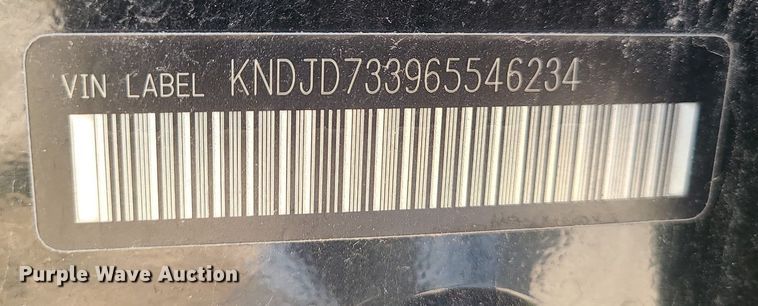 VIN LABEL KNDJD733965546234
Purple Wave Auction